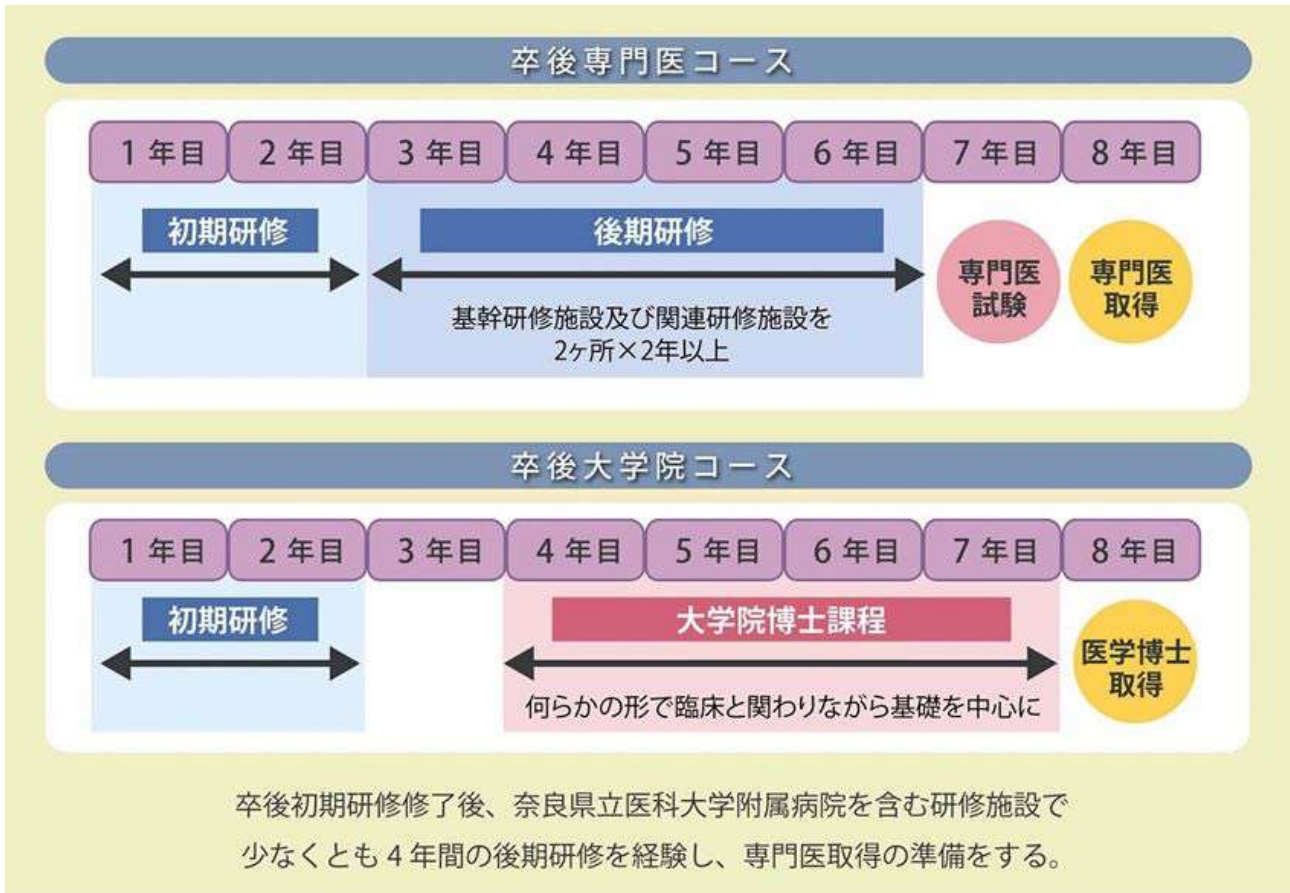 卒後専門医コース
1年目 2年目 3年目 4年目 5年目 6年目 7年目 8年目
初期研修 後期研修
専門医
試験
専門医
取得
基幹研修施設及び関連研修施設を
2ヶ所×2年以上
卒後大学院コース
1年目 2年目 3年目 4年目 5年目 6年目 7年目 8年目
初期研修 大学院博士課程
医学博士
取得
何らかの形で臨床と関わりながら基礎を中心に
卒後初期研修修了後、奈良県立医科大学附属病院を含む研修施設で
少なくとも4年間の後期研修を経験し、専門医取得の準備をする。